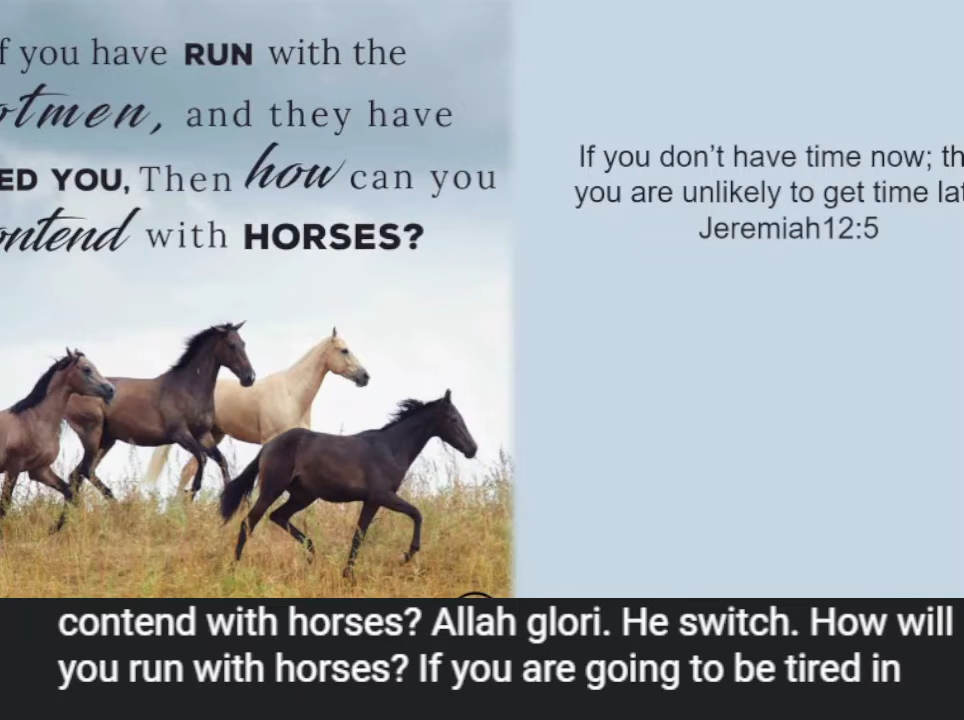 f you have RUN with the
otmen, and they have
ED YOU, Then how can you
ontend with HORSES?
If you don't have time now; th
you are unlikely to get time lat
Jeremiah12:5
contend with horses? Allah glori. He switch. How will
you run with horses? If you are going to be tired in